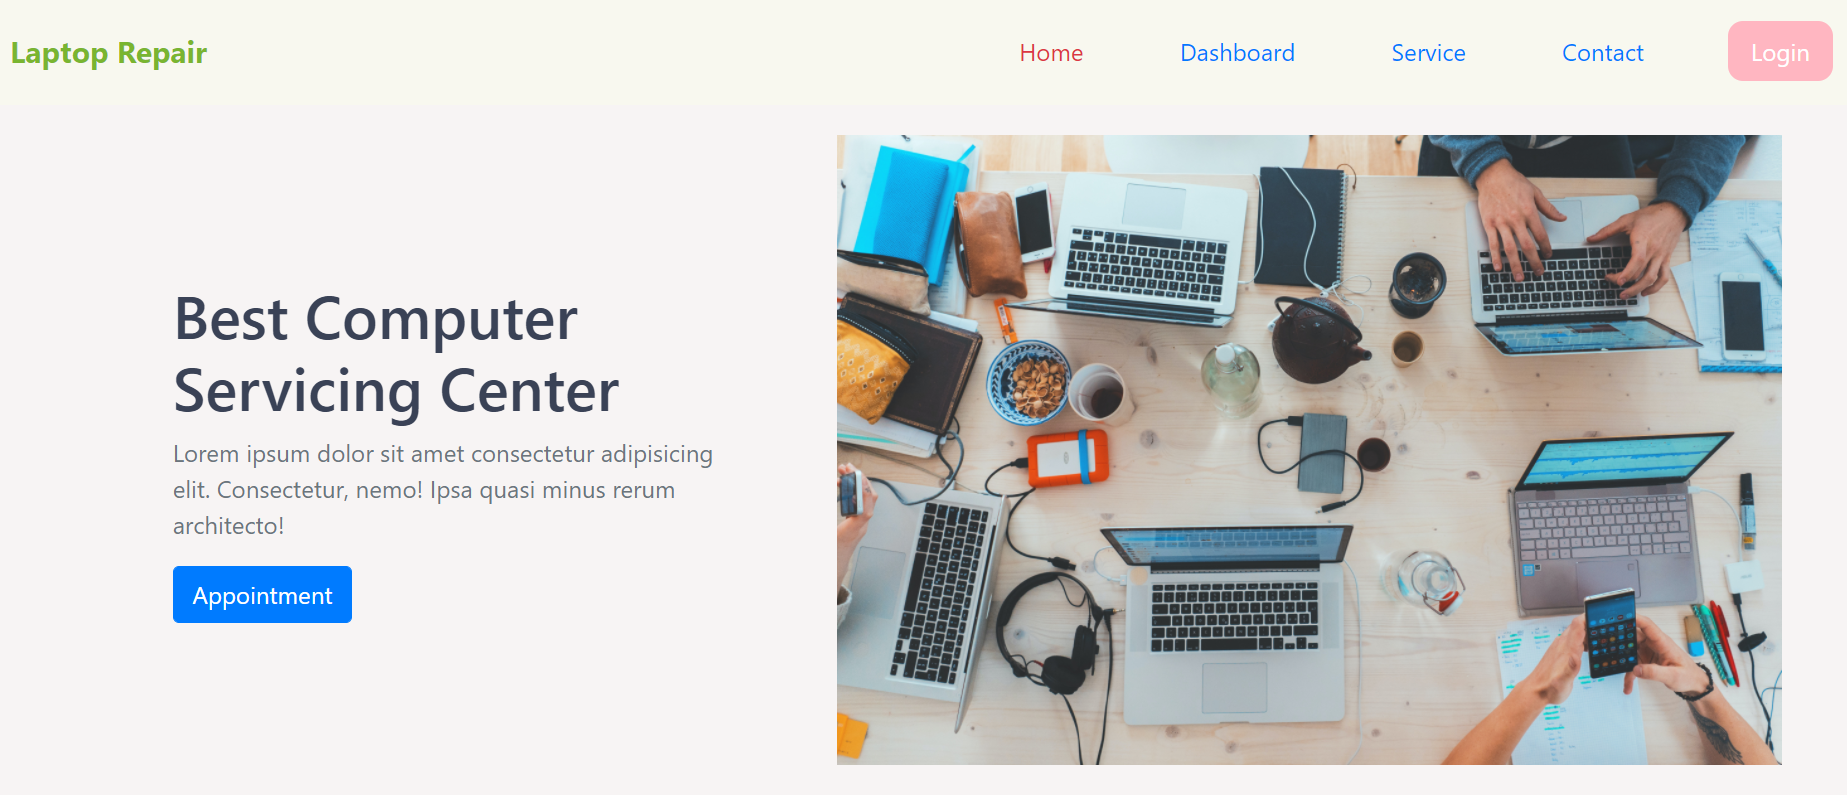 Laptop Repair
Home
Dashboard
Service
Contact
Login
Best Computer
Servicing Center
Lorem ipsum dolor sit amet consectetur adipisicing
elit. Consectetur, nemo! Ipsa quasi minus rerum
architecto!
Appointment